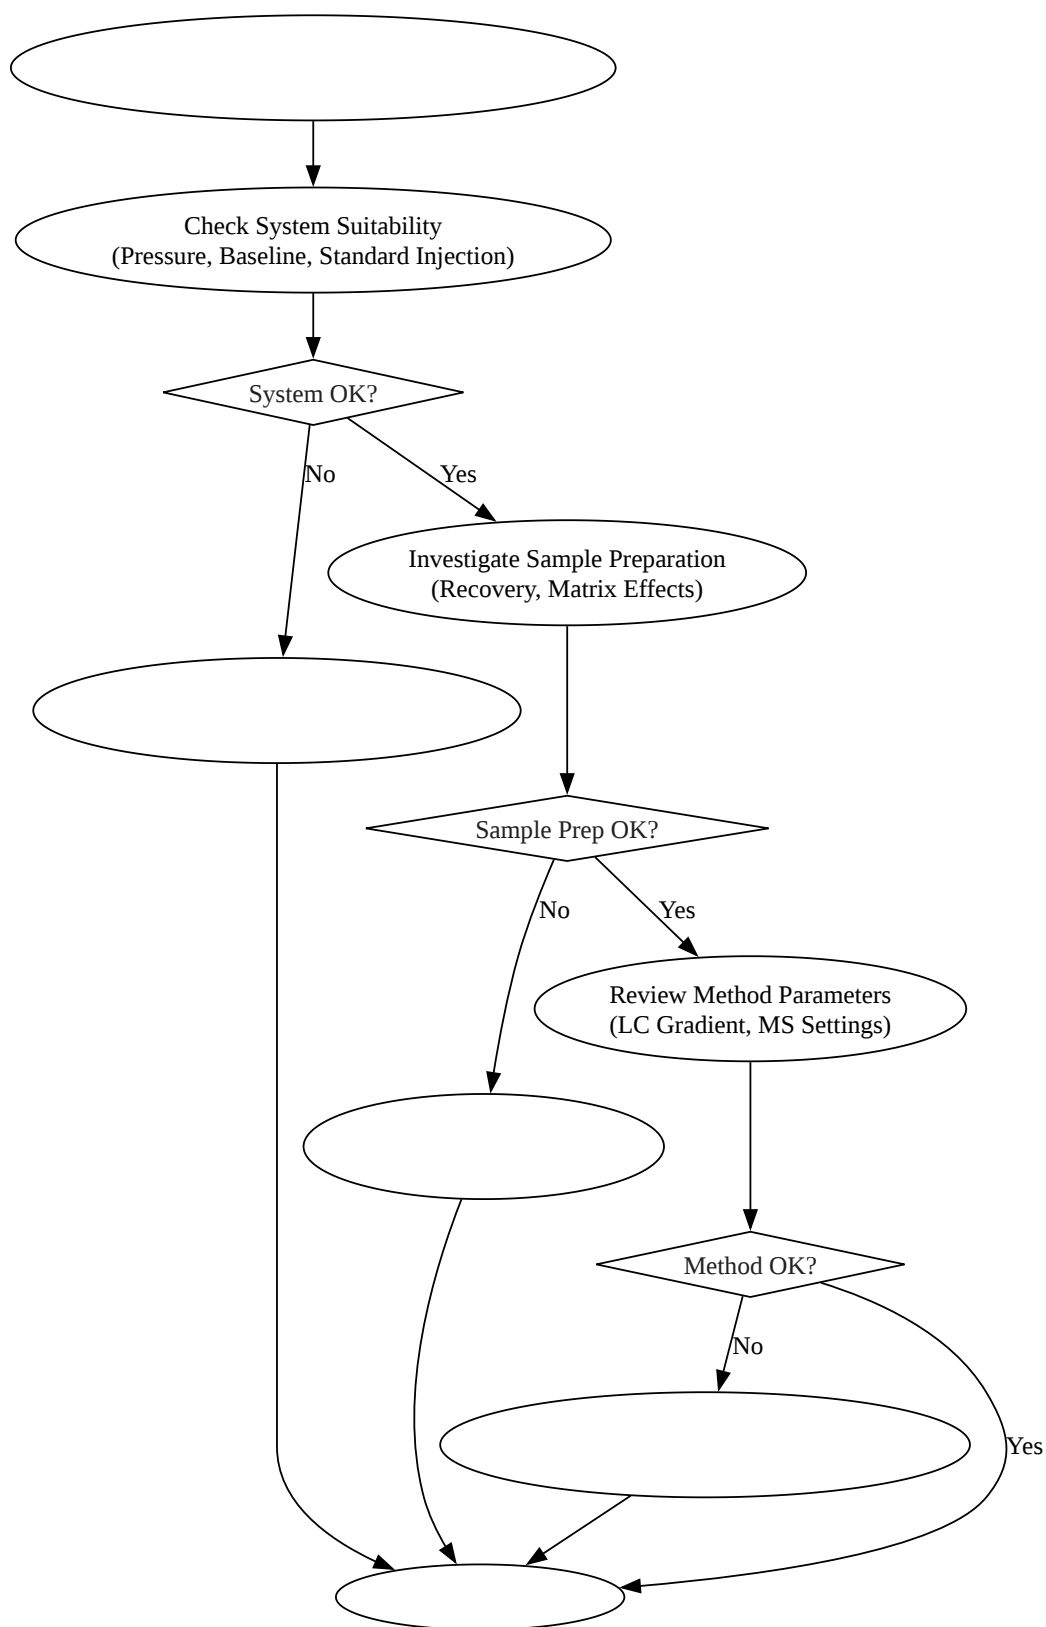 Check System Suitability
(Pressure, Baseline, Standard Injection)
System OK?
No
Yes
Investigate Sample Preparation
(Recovery, Matrix Effects)
Sample Prep OK?
No
Yes
Review Method Parameters
(LC Gradient, MS Settings)
Method OK?
No
Yes